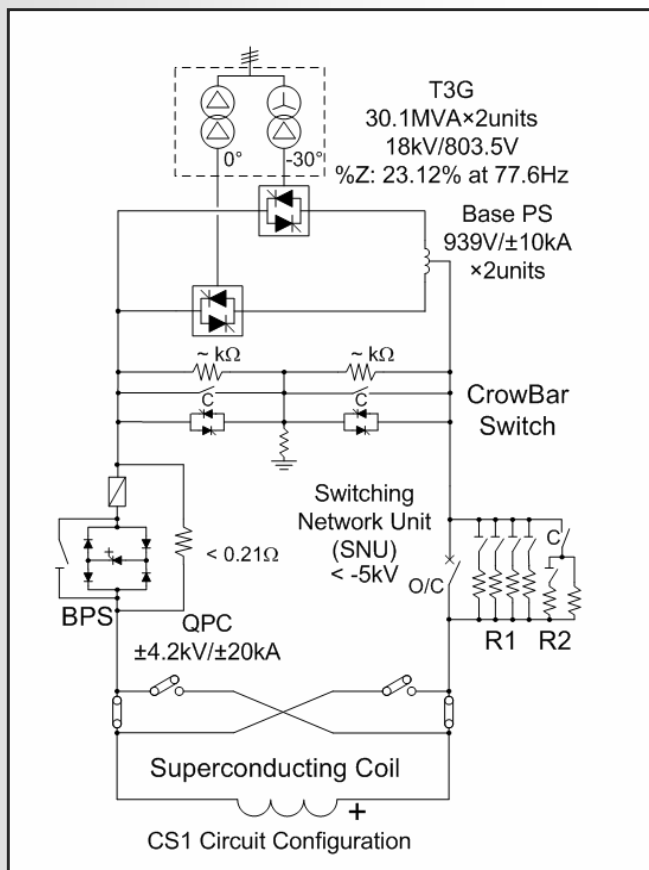 T3G
30.1MVA×2units
18kV/803.5V
%Z: 23.12% at 77.6Hz
0°
-30°
Base PS
939V/±10kA
×2units
~ kΩ
~ kΩ
C
C
CrowBar
Switch
Switching
Network Unit
(SNU)
< -5kV
< 0.21Ω
O/C
C
BPS
QPC
±4.2kV/±20kA
R1
R2
Superconducting Coil
+
+
CS1 Circuit Configuration